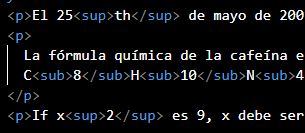 <p>El 25<sup>th</sup> de mayo de 200
<p>
La fórmula química de la cafeína e
C<sub>8</sub>H<sub>10</sub>N<sub>4
</p>
<p>If x<sup>2</sup> es 9, x debe ser